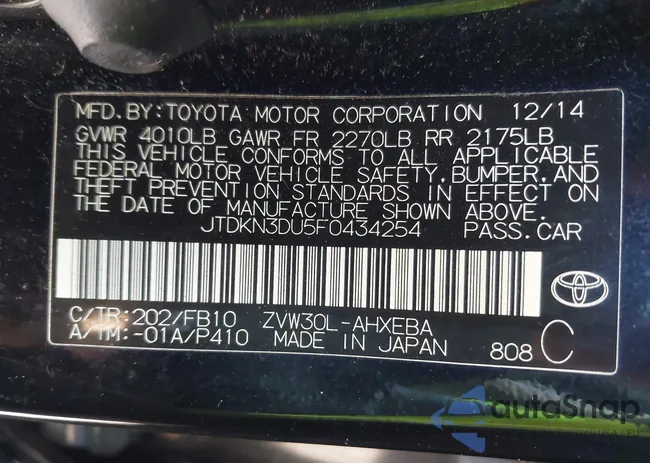 MFD.BY:TOYOTA MOTOR CORPORATION 12/14
GVWR 4010LB GAWR FR 2270LB RR 2175LB
THIS VEHICLE CONFORMS TO ALL APPLICABLE
FEDERAL MOTOR VEHICLE SAFETY,BUMPER,AND
THEFT PREVENTION STANDARDS IN EFFECT ON
THE DATE OF MANUFACTURE SHOWN ABOVE.
JTDKN3DU5F0434254 PASS.CAR
C/TR:202/FB10 ZVW30L-AHXEBA
A/TM:-01A/P410 MADE IN JAPAN 808 C
autoSnap